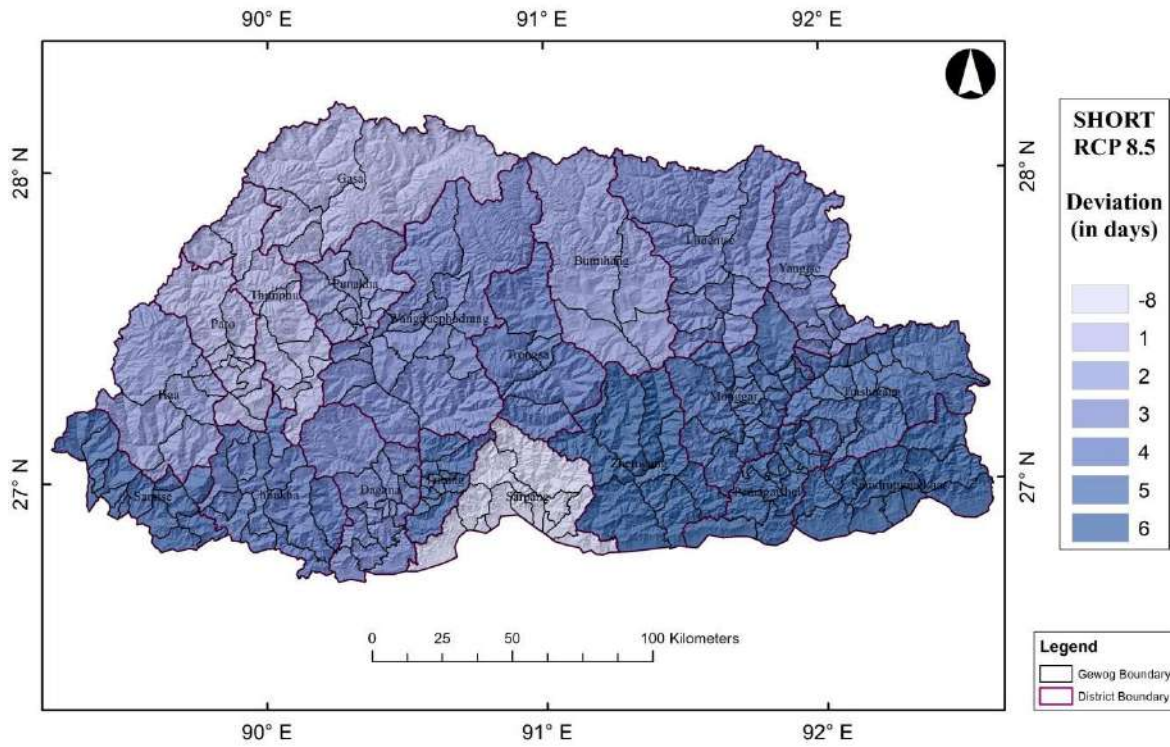 90° E
91° E
92° E
28° N
28° N
27° N
27° N
Gasa
Punakha
Thimphu
Paro
Haa
Wangduephodrang
Bumthang
Lhuentse
Yangtse
Trongsa
Mongar
Trashigang
Samtse
Chhukha
Dagana
Tsirang
Sarpang
Zhemgang
Pemagatshel
Samdrupjongkhar
0 25 50 100 Kilometers
90° E
91° E
92° E
SHORT
RCP 8.5
Deviation
(in days)
-8
1
2
3
4
5
6
Legend
Gewog Boundary
District Boundary